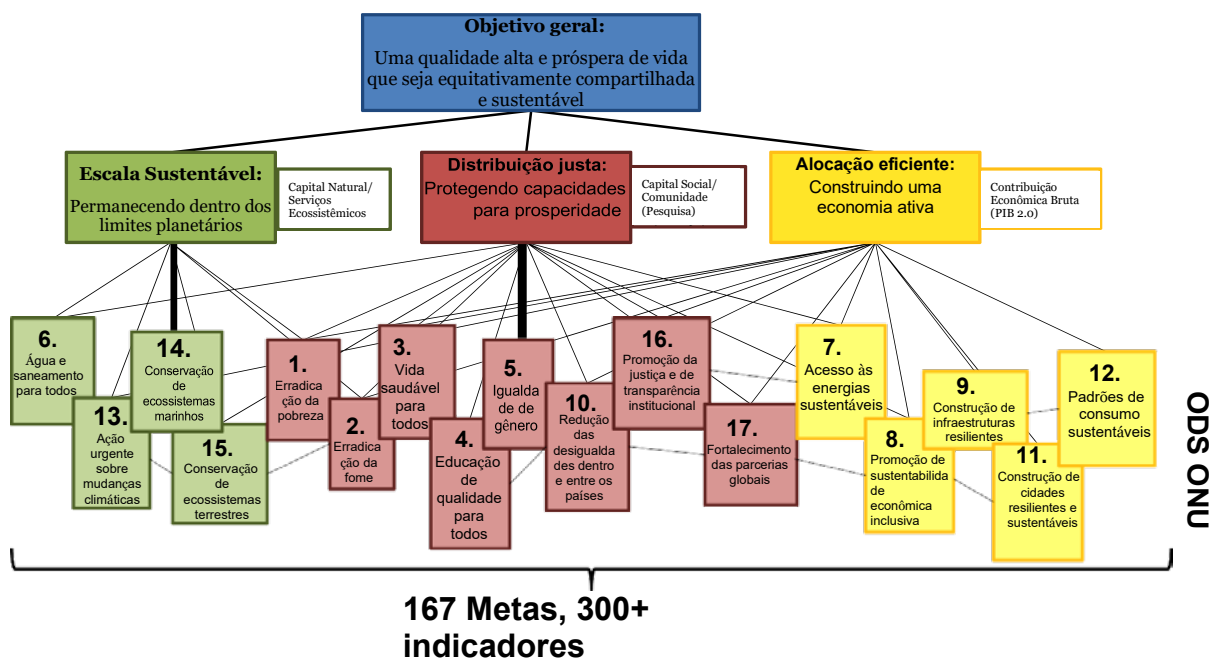 Objetivo geral:
Uma qualidade alta e próspera de vida
que seja equitativamente compartilhada
e sustentável
Escala Sustentável:
Permanecendo dentro dos
limites planetários
Capital Natural/
Serviços
Ecossistêmicos
Distribuição justa:
Protegendo capacidades
para prosperidade
Capital Social/
Comunidade
(Pesquisa)
Alocação eficiente:
Construindo uma
economia ativa
Contribuição
Econômica Bruta
(PIB 2.0)
6.
Água e
saneamento
para todos
13.
Ação
urgente
sobre
mudanças
climáticas
14.
Conservação
de
ecossistemas
marinhos
15.
Conservação
de
ecossistemas
terrestres
1.
Erradica
ção da
pobreza
2.
Erradica
ção da
fome
3.
Vida
saudável
para
todos
4.
Educação
de
qualidade
para
todos
5.
Igualda
de de
gênero
10.
Redução
das
desigualda
des dentro
e entre os
países
16.
Promoção da
justiça e de
transparência
institucional
17.
Fortalecimento
das parcerias
globais
7.
Acesso às
energias
sustentáveis
8.
Promoção de
sustentabilida
de
econômica
inclusiva
9.
Construção de
infraestruturas
resilientes
11.
Construção de
cidades
resilientes e
sustentáveis
12.
Padrões de
consumo
sustentáveis
ODS ONU
167 Metas, 300+
indicadores